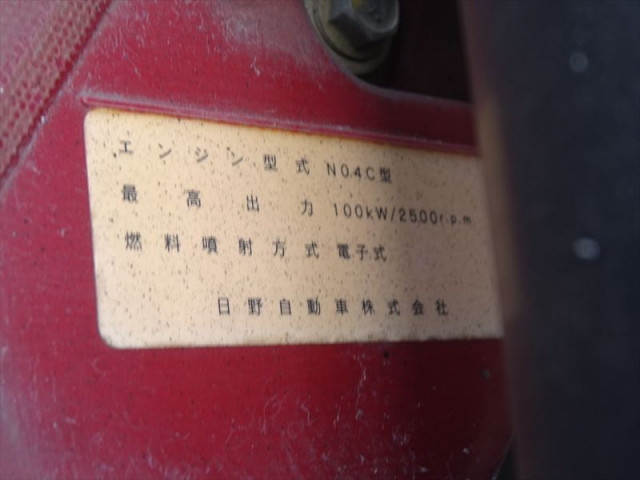 エンジン型式 N04C型
最高出力 100kW/2500r.p.m
燃料噴射方式 電子式
日野自動車株式会社